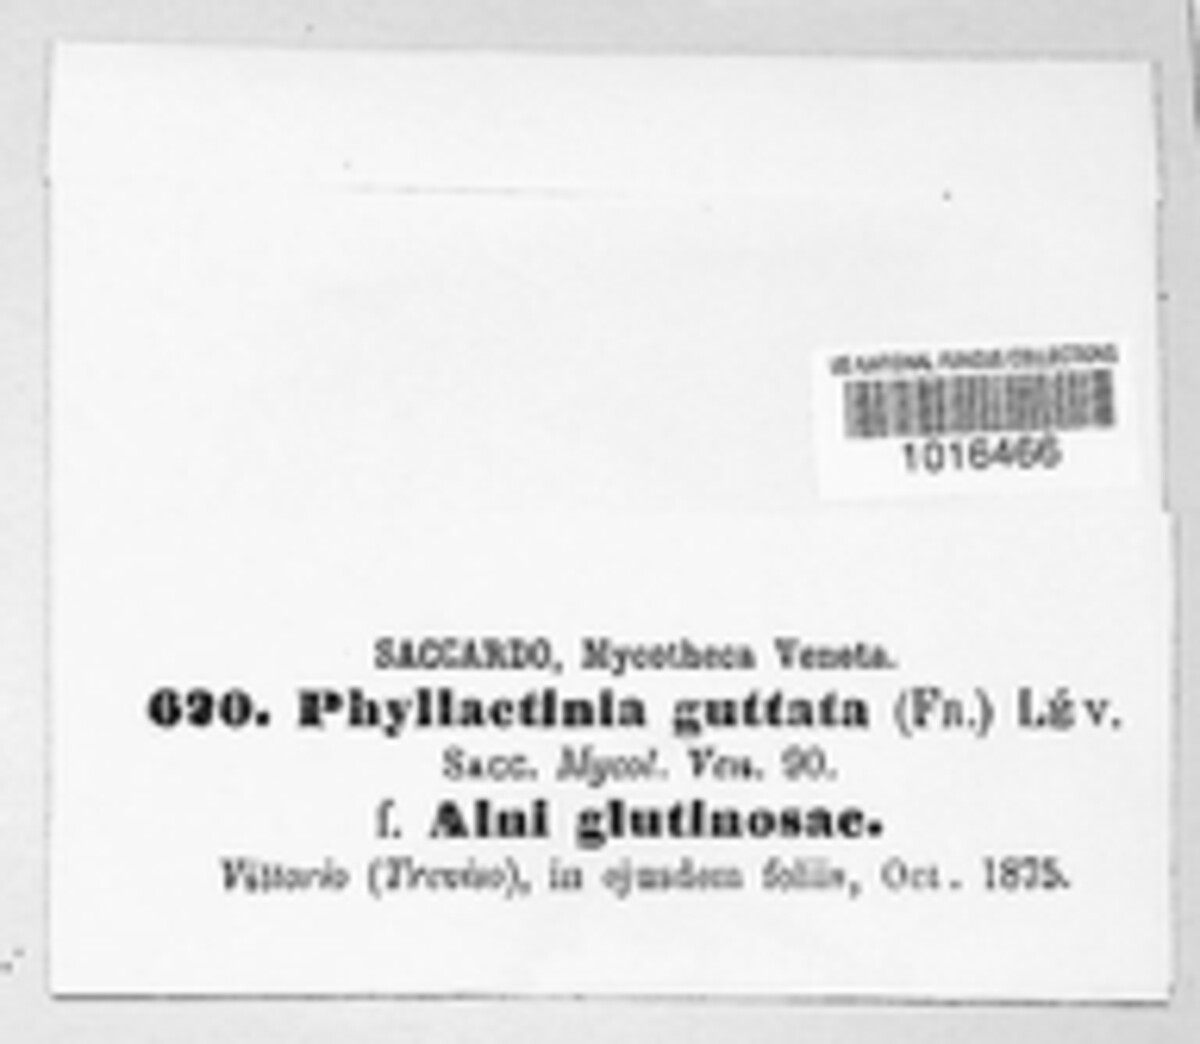 US NATIONAL FUNGUS COLLECTIONS
1016466
SACCARDO, Mycotheca Veneta.
620. Phyllactinia guttata (Fr.) Lév.
Sacc. Mycol. Ven. 90.
f. Alni glutinosae.
Vittorio (Treviso), in ejusdem foliis, Oct. 1875.